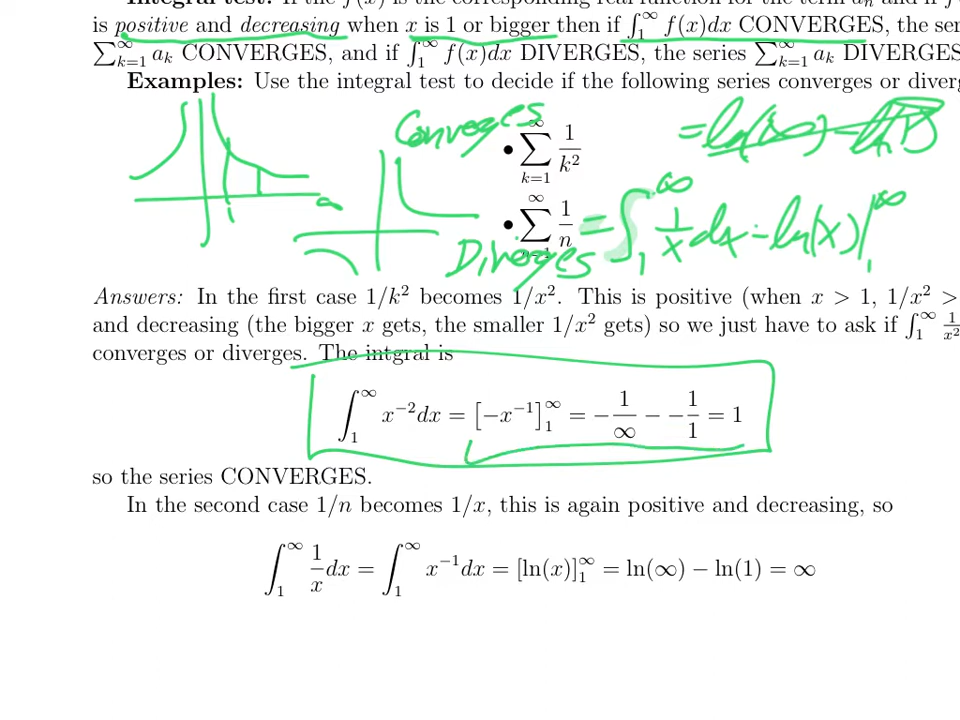 is positive and decreasing when x is 1 or bigger then if ∫₁^∞ f(x)dx CONVERGES, the
∑_{k=1}^∞ a_k CONVERGES, and if ∫₁^∞ f(x)dx DIVERGES, the series ∑_{k=1}^∞ a_k DIVERGES
Examples: Use the integral test to decide if the following series converges or
Converges
• ∑_{k=1}^∞ 1/k²
• ∑^∞ 1/n = ∫₁^∞ 1/x dx = ln(x)|₁^∞
Diverges
Answers: In the first case 1/k² becomes 1/x². This is positive (when x > 1, 1/x² >
and decreasing (the bigger x gets, the smaller 1/x² gets) so we just have to ask if ∫₁^∞ 1/x²
converges or diverges. The intgral is
∫₁^∞ x⁻²dx = [−x⁻¹]₁^∞ = −1/∞ − −1/1 = 1
so the series CONVERGES.
In the second case 1/n becomes 1/x, this is again positive and decreasing, so
∫₁^∞ 1/x dx = ∫₁^∞ x⁻¹dx = [ln(x)]₁^∞ = ln(∞) − ln(1) = ∞